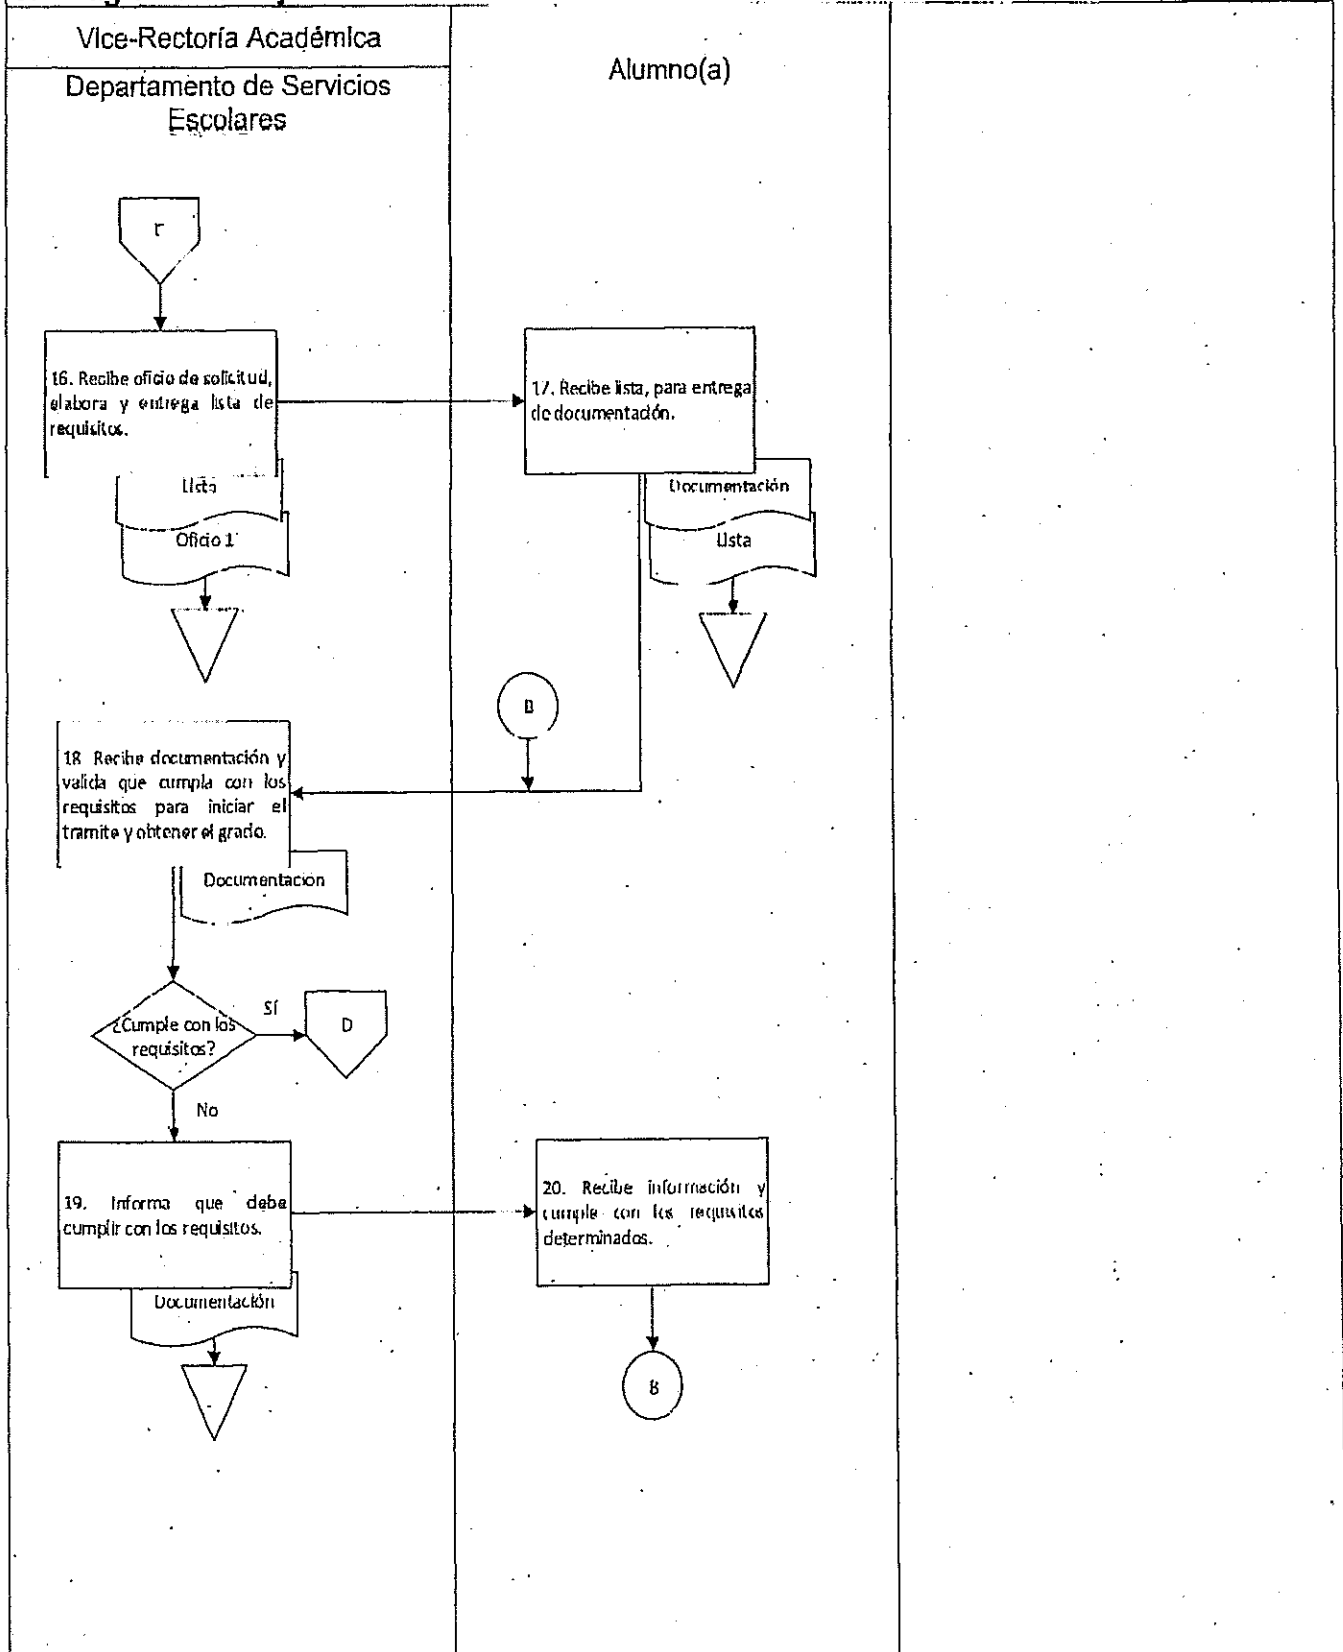 Vice-Rectoría Académica
Departamento de Servicios
Escolares
Alumno(a)
16. Recibe oficio de solicitud,
elabora y entrega lista de
requisitos.
Lista
Oficio 1
17. Recibe lista, para entrega
de documentación.
Documentación
Lista
B
18 Recibe documentación y
valida que cumpla con los
requisitos para iniciar el
tramite y obtener el grado.
Documentación
¿Cumple con los
requisitos?
Sí
D
No
19. Informa que debe
cumplir con los requisitos.
Documentación
20. Recibe información y
cumple con los requisitos
determinados.
B